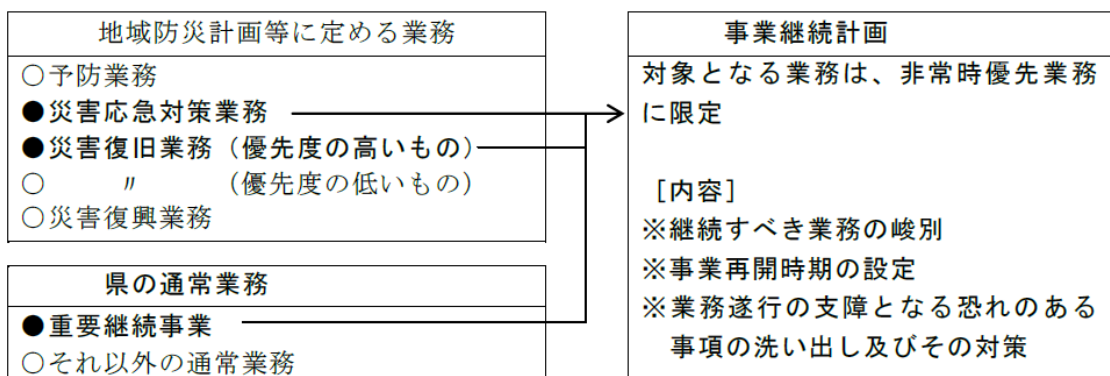 地域防災計画等に定める業務
○予防業務
●災害応急対策業務
●災害復旧業務（優先度の高いもの）
○　　〃　　（優先度の低いもの）
○災害復興業務
県の通常業務
●重要継続事業
○それ以外の通常業務
事業継続計画
対象となる業務は、非常時優先業務
に限定
［内容］
※継続すべき業務の峻別
※事業再開時期の設定
※業務遂行の支障となる恐れのある
事項の洗い出し及びその対策